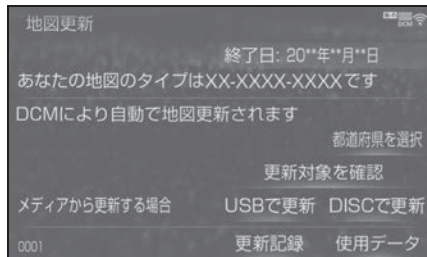 地図更新
DCM
終了日: 20**年**月**日
あなたの地図のタイプはXX-XXXX-XXXXです
DCMにより自動で地図更新されます
都道府県を選択
更新対象を確認
メディアから更新する場合 USBで更新 DISCで更新
0001 更新記録 使用データ